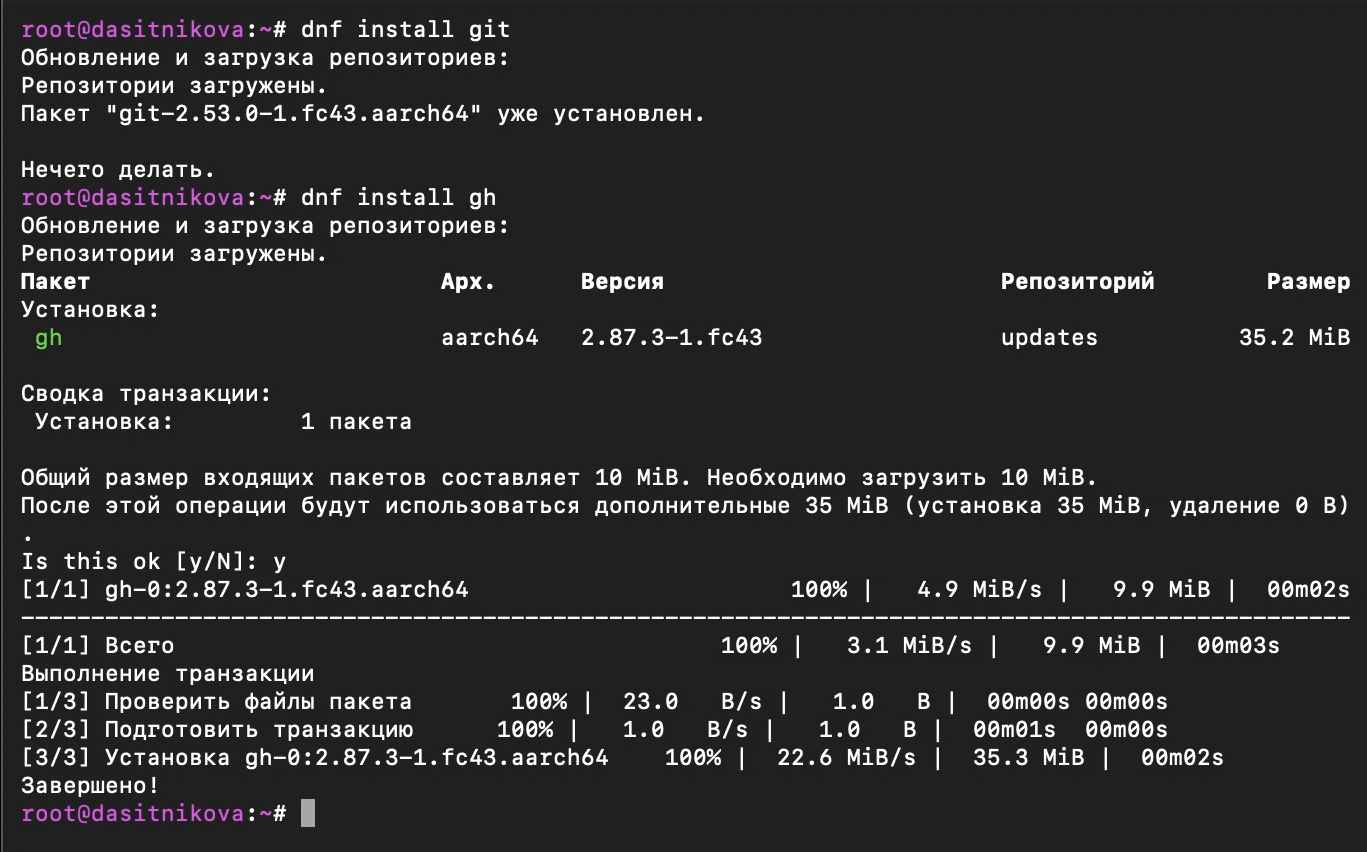 root@dasitnikova:~# dnf install git
Обновление и загрузка репозиториев:
Репозитории загружены.
Пакет "git-2.53.0-1.fc43.aarch64" уже установлен.
Нечего делать.
root@dasitnikova:~# dnf install gh
Обновление и загрузка репозиториев:
Репозитории загружены.
Пакет Арх. Версия Репозиторий Размер
Установка:
gh aarch64 2.87.3-1.fc43 updates 35.2 MiB
Сводка транзакции:
Установка: 1 пакета
Общий размер входящих пакетов составляет 10 MiB. Необходимо загрузить 10 MiB.
После этой операции будут использоваться дополнительные 35 MiB (установка 35 MiB, удаление 0 B)
.
Is this ok [y/N]: y
[1/1] gh-0:2.87.3-1.fc43.aarch64 100% | 4.9 MiB/s | 9.9 MiB | 00m02s
--------------------------------------------------------------------------------
[1/1] Всего 100% | 3.1 MiB/s | 9.9 MiB | 00m03s
Выполнение транзакции
[1/3] Проверить файлы пакета 100% | 23.0 B/s | 1.0 B | 00m00s 00m00s
[2/3] Подготовить транзакцию 100% | 1.0 B/s | 1.0 B | 00m01s 00m00s
[3/3] Установка gh-0:2.87.3-1.fc43.aarch64 100% | 22.6 MiB/s | 35.3 MiB | 00m02s
Завершено!
root@dasitnikova:~#